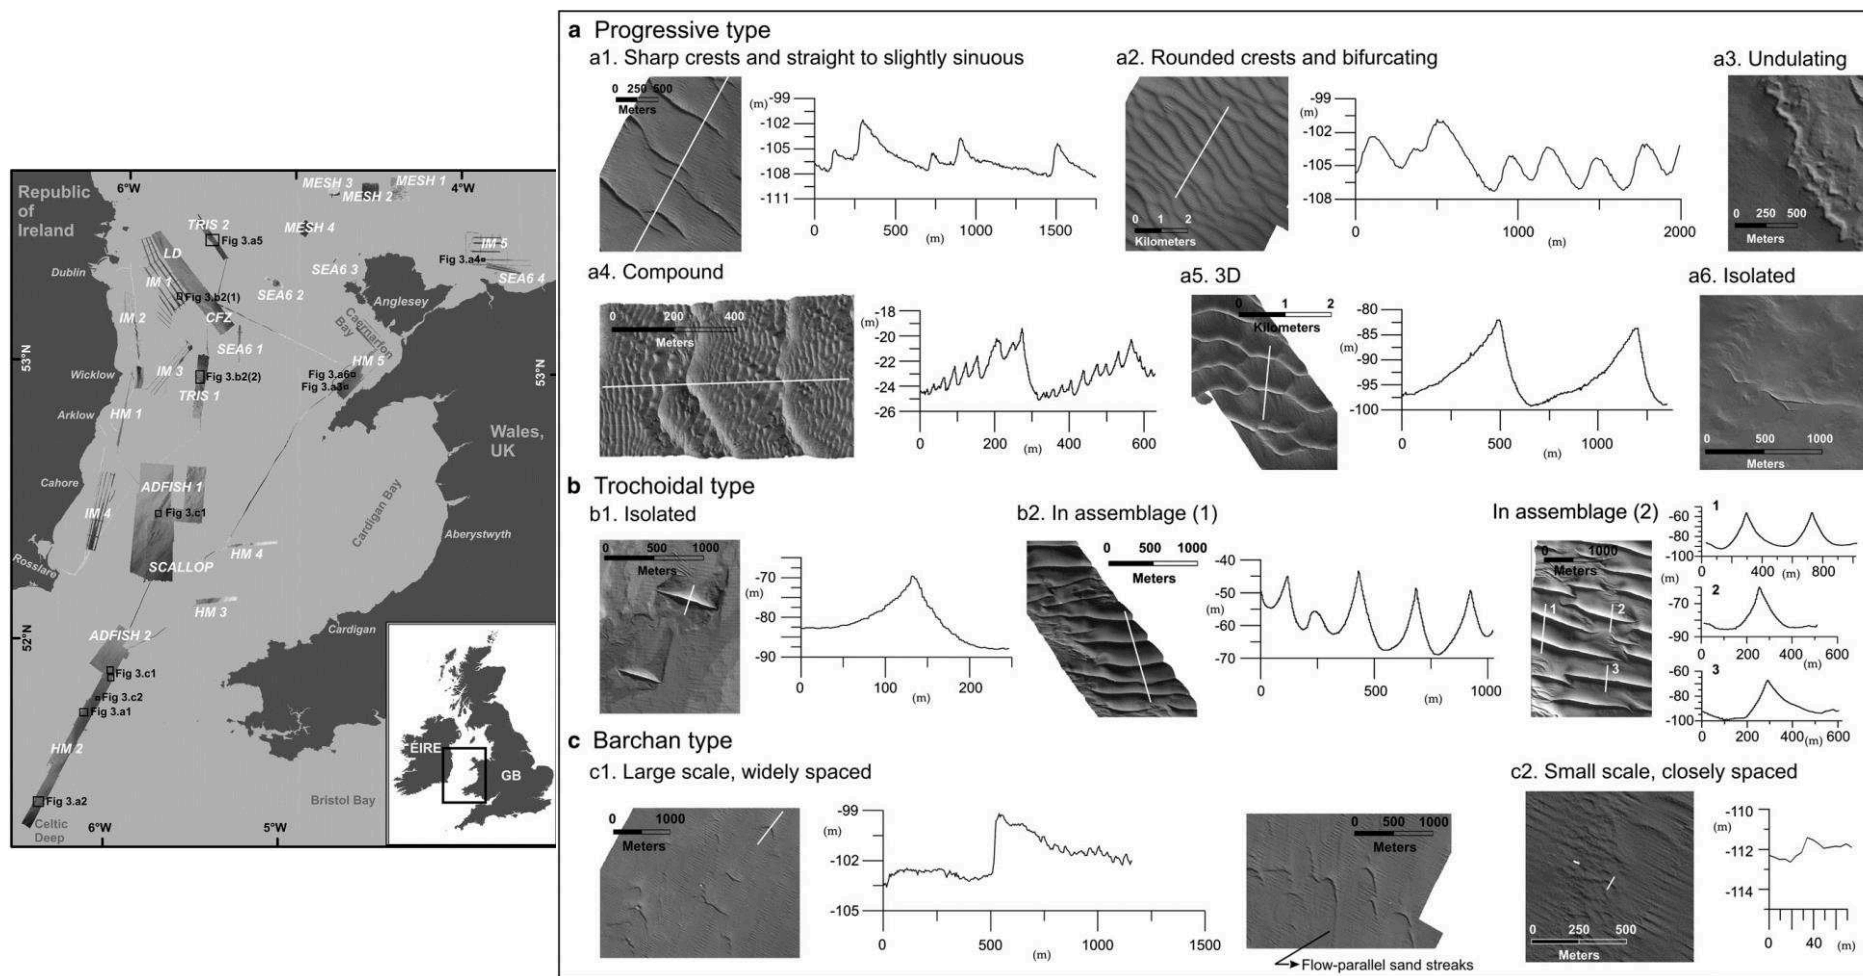 Republic
of
Ireland
6°W
4°W
MESH 3
MESH 1
MESH 2
TRIS 2
Fig 3.a5
MESH 4
LD
IM 5
Fig 3.a4
Dublin
IM 1
SEA6 3
SEA6 4
SEA6 2
Fig 3.b2(1)
Anglesey
IM 2
CFZ
Caernarfon
Bay
SEA6 1
53°N
HM 5
53°N
IM 3
Wicklow
Fig 3.b2(2)
Fig 3.a6
Fig 3.a3
TRIS 1
Arklow
HM 1
Wales,
UK
Cahore
ADFISH 1
Cardigan Bay
IM 4
Fig 3.c1
Aberystwyth
HM 4
Rosslare
SCALLOP
HM 3
ADFISH 2
Cardigan
52°N
Fig 3.c1
Fig 3.c2
Fig 3.a1
HM 2
ÉIRE
GB
Fig 3.a2
Bristol Bay
Celtic
Deep
6°W
5°W
a Progressive type
a1. Sharp crests and straight to slightly sinuous
0 250 500
Meters
(m)
-99
-102
-105
-108
-111
0 500 1000 1500
(m)
a2. Rounded crests and bifurcating
0 1 2
Kilometers
(m)
-99
-102
-105
-108
0 500 1000 2000
(m)
a3. Undulating
0 250 500
Meters
a4. Compound
0 200 400
Meters
(m)
-18
-20
-22
-24
-26
0 200 400 600
(m)
a5. 3D
0 1 2
Kilometers
(m)
-80
-85
-90
-95
-100
0 500 1000
(m)
a6. Isolated
0 500 1000
Meters
b Trochoidal type
b1. Isolated
0 500 1000
Meters
-70
(m)
-80
-90
0 100 200
(m)
b2. In assemblage (1)
0 500 1000
Meters
-40
-50
(m)
-60
-70
0 500 1000
(m)
In assemblage (2)
0 1000
Meters
1
2
3
1
-60
-80
-100
(m)
0 400 800
(m)
2
-50
-70
-90
0 200 400 600
(m)
3
-60
-80
-100
0 200 400 (m) 600
c Barchan type
c1. Large scale, widely spaced
0 1000
Meters
-99
(m)
-102
-105
0 500 1000 1500
(m)
0 500 1000
Meters
Flow-parallel sand streaks
c2. Small scale, closely spaced
0 250 500
Meters
-110
(m)
-112
-114
0 40
(m)